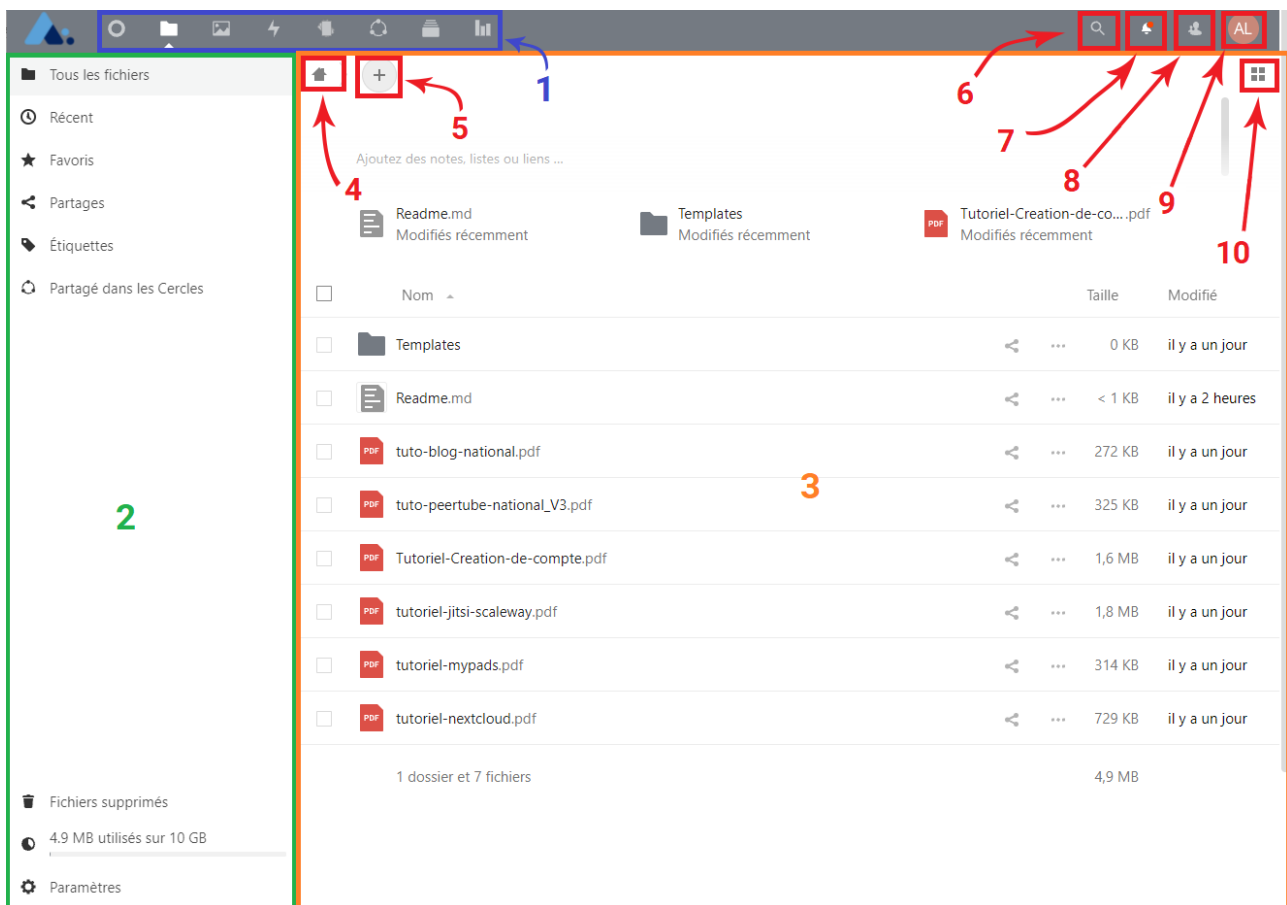 AL
1
6
7
8
9
10
4
5
Tous les fichiers
Récent
Favoris
Partages
Étiquettes
Partagé dans les Cercles
2
Fichiers supprimés
4.9 MB utilisés sur 10 GB
Paramètres
Ajoutez des notes, listes ou liens ...
Readme.md
Modifiés récemment
Templates
Modifiés récemment
PDF
Tutoriel-Creation-de-co... .pdf
Modifiés récemment
Nom Taille Modifié
Templates 0 KB il y a un jour
Readme.md < 1 KB il y a 2 heures
PDF tuto-blog-national.pdf 272 KB il y a un jour
3
PDF tuto-peertube-national_V3.pdf 325 KB il y a un jour
PDF Tutoriel-Creation-de-compte.pdf 1,6 MB il y a un jour
PDF tutoriel-jitsi-scaleway.pdf 1,8 MB il y a un jour
PDF tutoriel-mypads.pdf 314 KB il y a un jour
PDF tutoriel-nextcloud.pdf 729 KB il y a un jour
1 dossier et 7 fichiers 4,9 MB